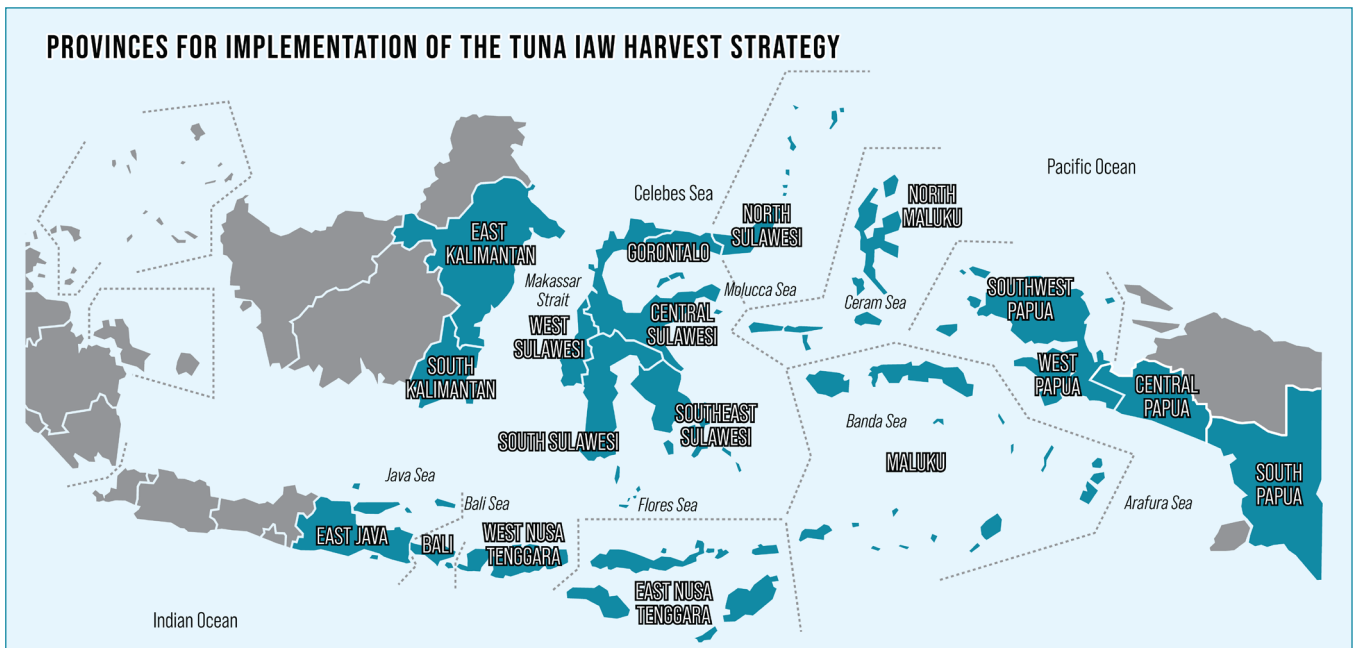 PROVINCES FOR IMPLEMENTATION OF THE TUNA IAW HARVEST STRATEGY
Pacific Ocean
Celebes Sea
NORTH
MALUKU
NORTH
SULAWESI
EAST
KALIMANTAN
GORONTALO
Makassar
Strait
Molucca Sea
Ceram Sea
SOUTHWEST
PAPUA
CENTRAL
SULAWESI
WEST
SULAWESI
SOUTH
KALIMANTAN
WEST
PAPUA
CENTRAL
PAPUA
SOUTHEAST
SULAWESI
Banda Sea
SOUTH SULAWESI
MALUKU
SOUTH
PAPUA
Java Sea
Bali Sea
Flores Sea
Arafura Sea
EAST JAVA
BALI
WEST NUSA
TENGGARA
EAST NUSA
TENGGARA
Indian Ocean